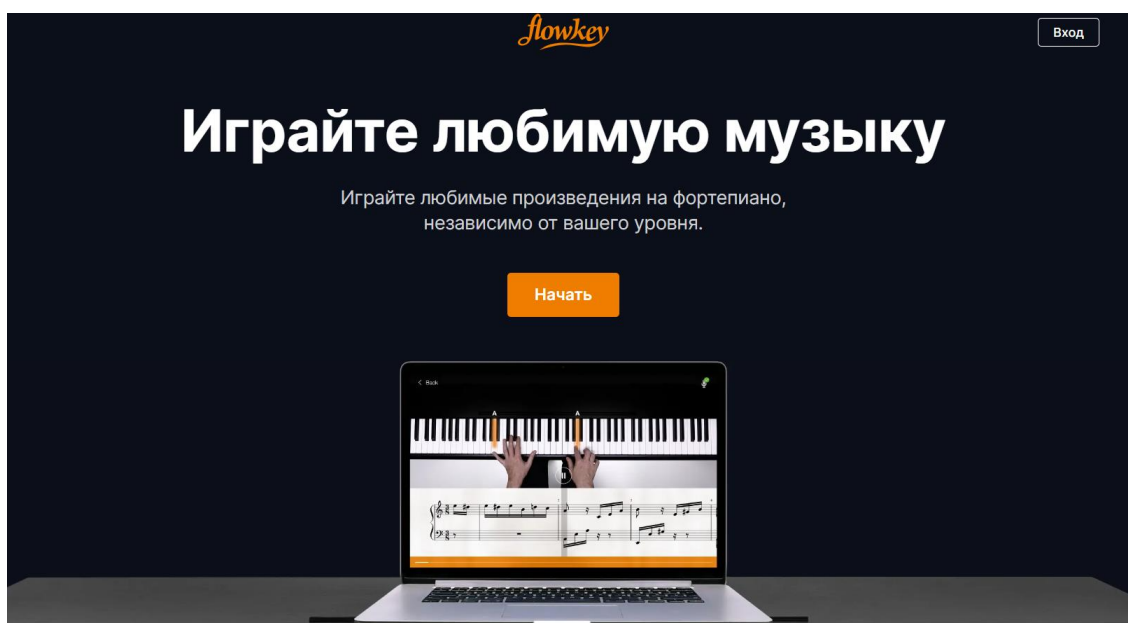 flowkey
Вход
Играйте любимую музыку
Играйте любимые произведения на фортепиано,
независимо от вашего уровня.
Начать
Back
A A